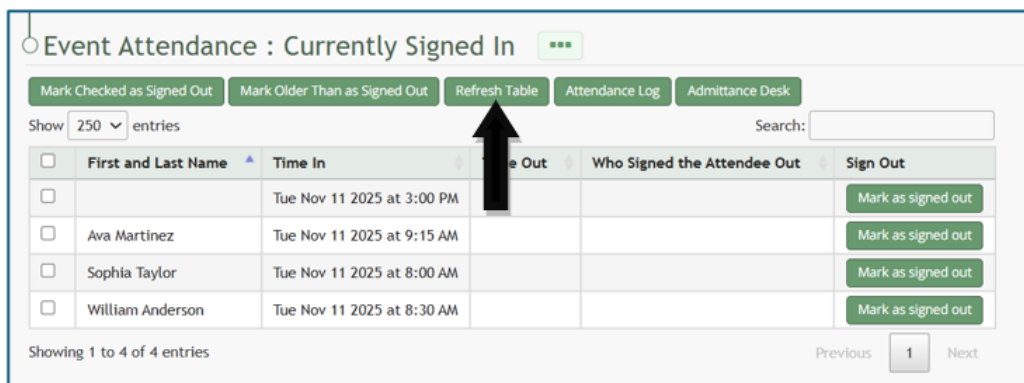 Event Attendance : Currently Signed In
Mark Checked as Signed Out Mark Older Than as Signed Out Refresh Table Attendance Log Admittance Desk
Show 250 entries Search:
First and Last Name Time In Out Who Signed the Attendee Out Sign Out
Tue Nov 11 2025 at 3:00 PM Mark as signed out
Ava Martinez Tue Nov 11 2025 at 9:15 AM Mark as signed out
Sophia Taylor Tue Nov 11 2025 at 8:00 AM Mark as signed out
William Anderson Tue Nov 11 2025 at 8:30 AM Mark as signed out
Showing 1 to 4 of 4 entries Previous 1 Next